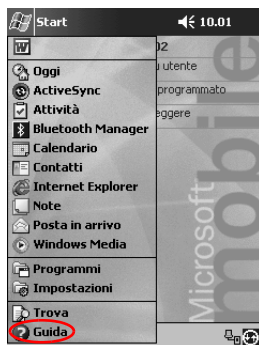 Start 10.01
02
Oggi
utente
ActiveSync
programmato
Attività
eggere
Bluetooth Manager
Calendario
Contatti
Internet Explorer
Note
Posta in arrivo
Windows Media
Programmi
Impostazioni
Trova
Guida
Microsoft
mobile